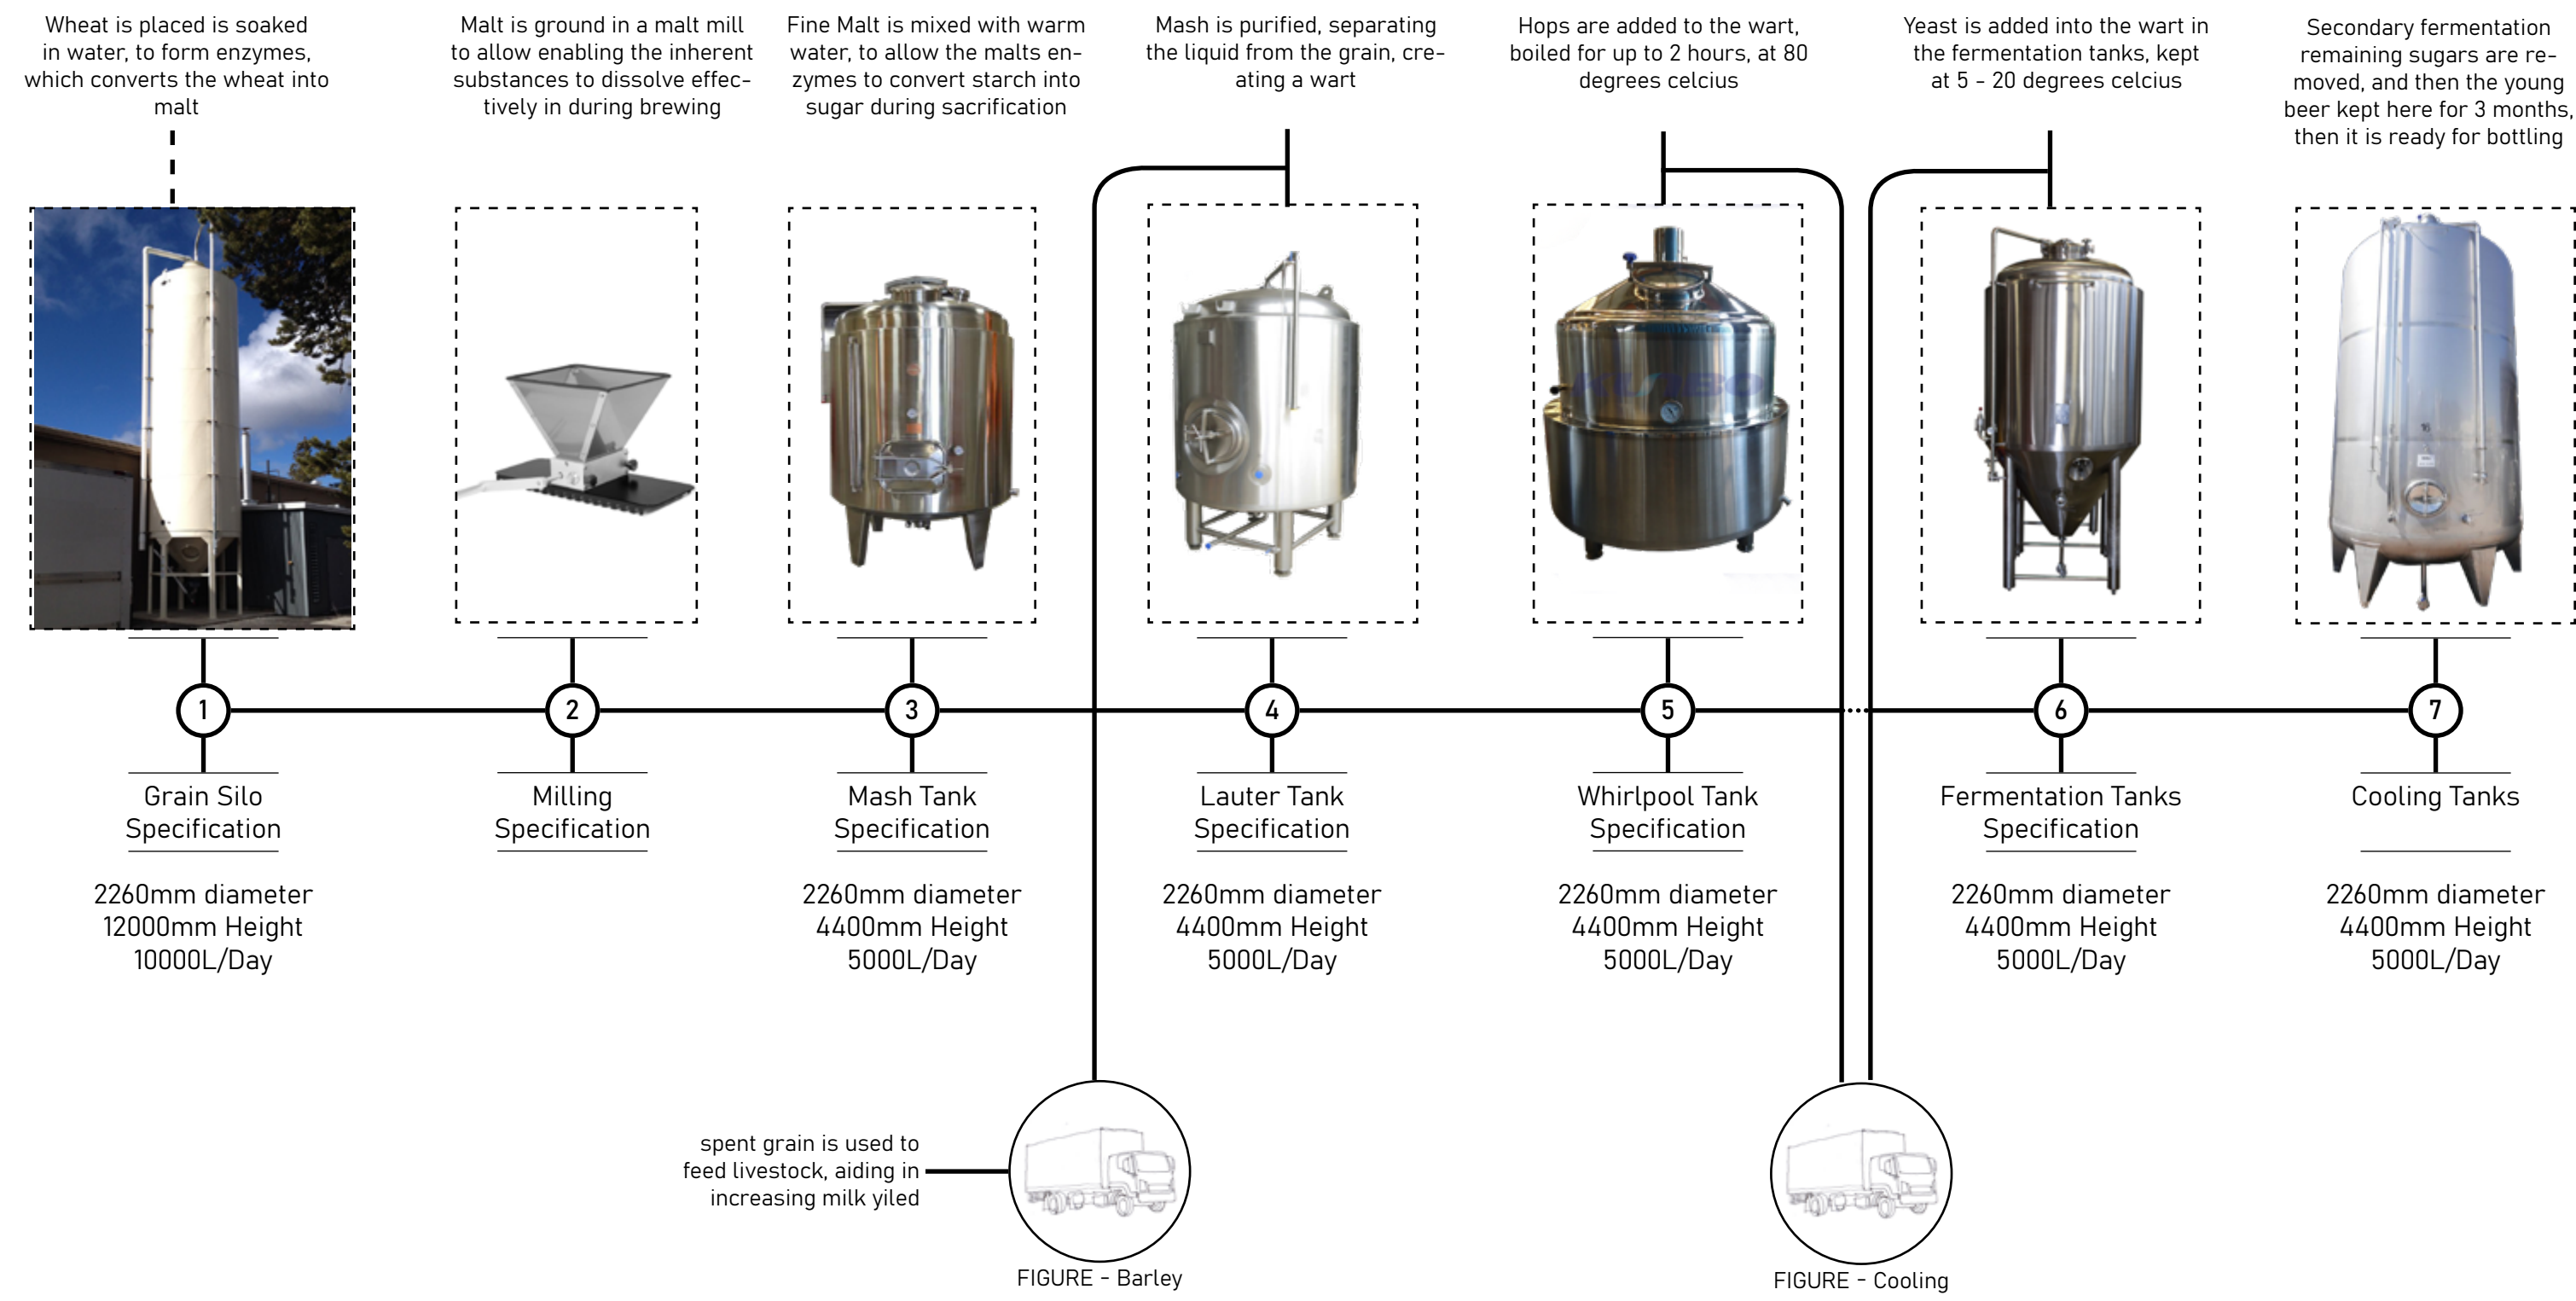 Wheat is placed is soaked
in water, to form enzymes,
which converts the wheat into
malt
Malt is ground in a malt mill
to allow enabling the inherent
substances to dissolve effec-
tively in during brewing
Fine Malt is mixed with warm
water, to allow the malts en-
zymes to convert starch into
sugar during sacrification
Mash is purified, separating
the liquid from the grain, cre-
ating a wart
Hops are added to the wart,
boiled for up to 2 hours, at 80
degrees celcius
Yeast is added into the wart in
the fermentation tanks, kept
at 5 - 20 degrees celcius
Secondary fermentation
remaining sugars are re-
moved, and then the young
beer kept here for 3 months,
then it is ready for bottling
1
2
3
4
5
6
7
Grain Silo
Specification
2260mm diameter
12000mm Height
10000L/Day
Milling
Specification
Mash Tank
Specification
2260mm diameter
4400mm Height
5000L/Day
Lauter Tank
Specification
2260mm diameter
4400mm Height
5000L/Day
Whirlpool Tank
Specification
2260mm diameter
4400mm Height
5000L/Day
Fermentation Tanks
Specification
2260mm diameter
4400mm Height
5000L/Day
Cooling Tanks
2260mm diameter
4400mm Height
5000L/Day
spent grain is used to
feed livestock, aiding in
increasing milk yiled
FIGURE - Barley
FIGURE - Cooling